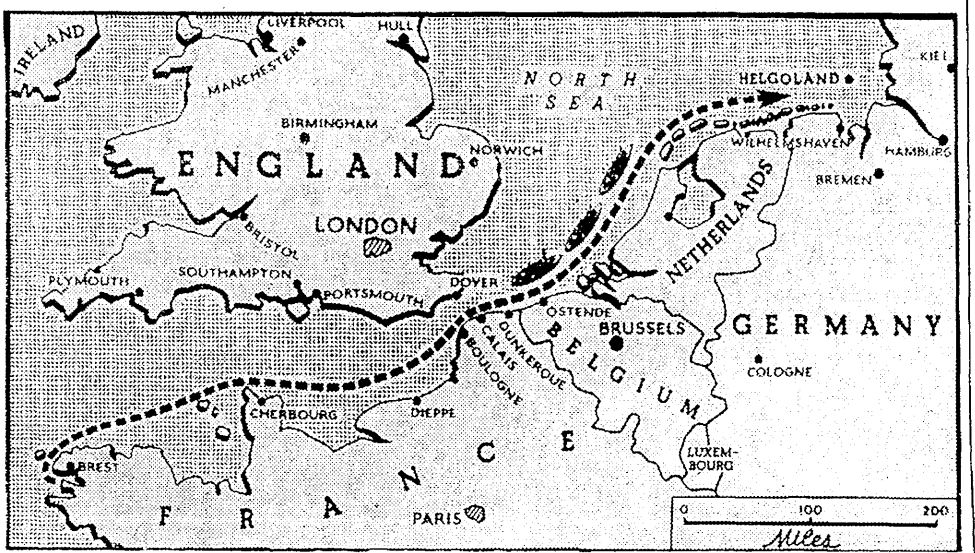 IRELAND
LIVERPOOL
HULL
MANCHESTER
NORTH
SEA
HELGOLAND
KIEL
BIRMINGHAM
ENGLAND
NORWICH
WILHELMSHAVEN
HAMBURG
BREMEN
LONDON
BRISTOL
NETHERLANDS
PLYMOUTH
SOUTHAMPTON
PORTSMOUTH
DOVER
OSTENDE
BRUSSELS
GERMANY
CALAIS
DUNKERQUE
BOULOGNE
BELGIUM
COLOGNE
CHERBOURG
DIEPPE
BREST
FRANCE
LUXEM-
BOURG
PARIS
0 100 200
Miles